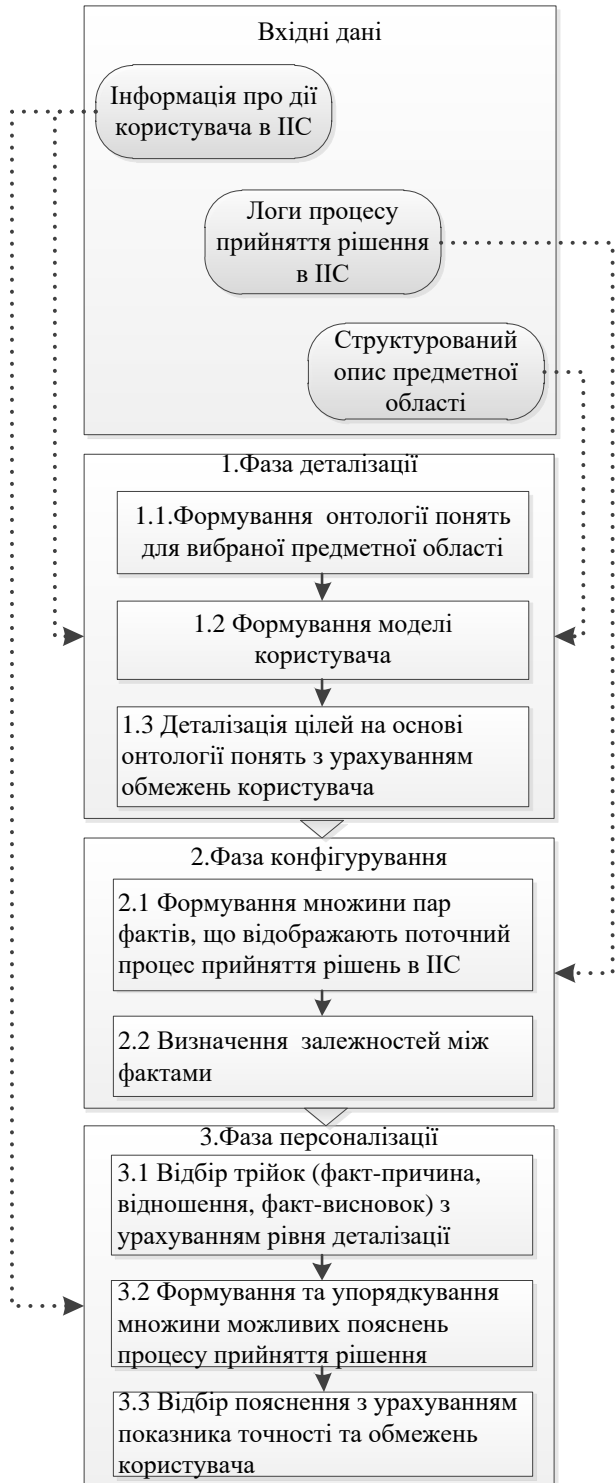 Вхідні дані
Інформація про дії
користувача в ІІС
Логи процесу
прийняття рішення
в ІІС
Структурований
опис предметної
області
1.Фаза деталізації
1.1.Формування онтології понять
для вибраної предметної області
1.2 Формування моделі
користувача
1.3 Деталізація цілей на основі
онтології понять з урахуванням
обмежень користувача
2.Фаза конфігурування
2.1 Формування множини пар
фактів, що відображають поточний
процес прийняття рішень в ІІС
2.2 Визначення залежностей між
фактами
3.Фаза персоналізації
3.1 Відбір трійок (факт-причина,
відношення, факт-висновок) з
урахуванням рівня деталізації
3.2 Формування та упорядкування
множини можливих пояснень
процесу прийняття рішення
3.3 Відбір пояснення з урахуванням
показника точності та обмежень
користувача